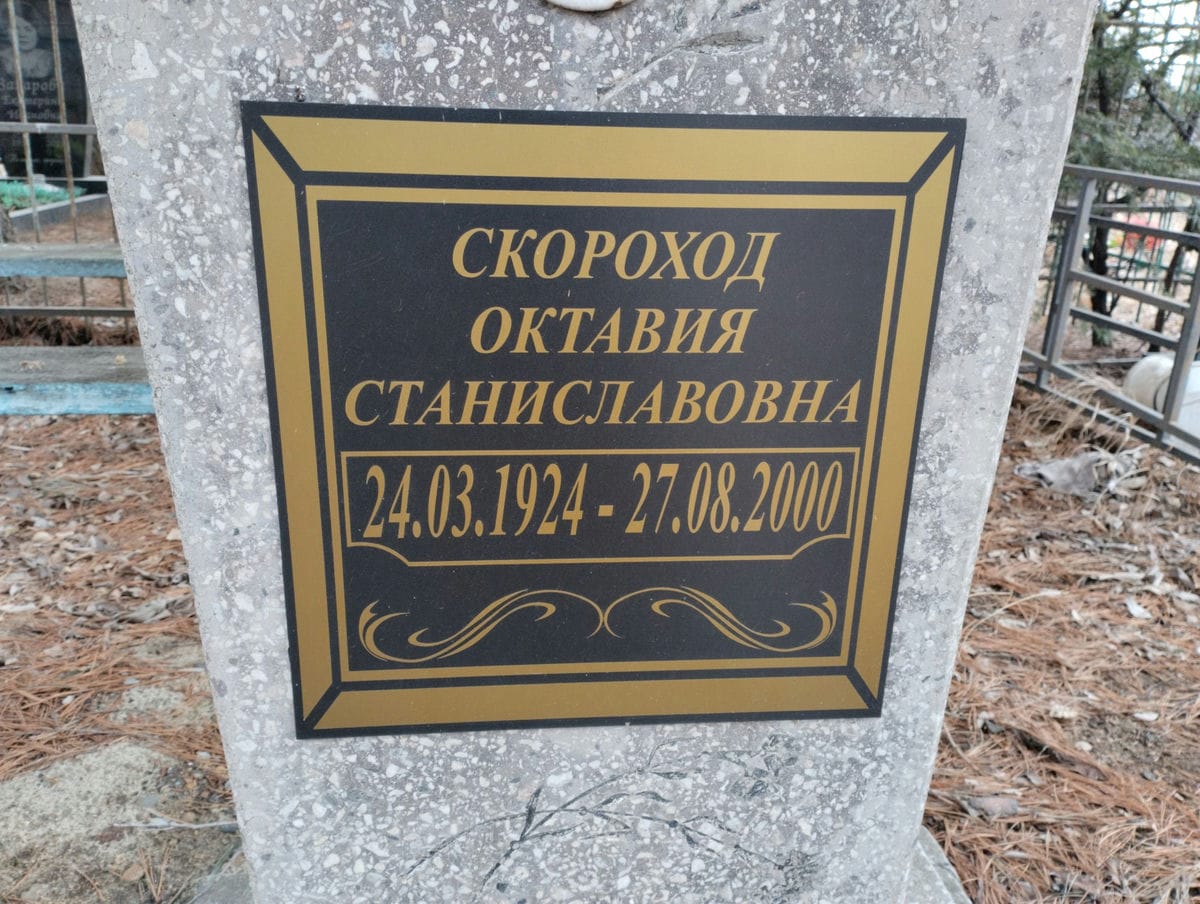 СКОРОХОД
ОКТАВИЯ
СТАНИСЛАВОВНА
24.03.1924 - 27.08.2000